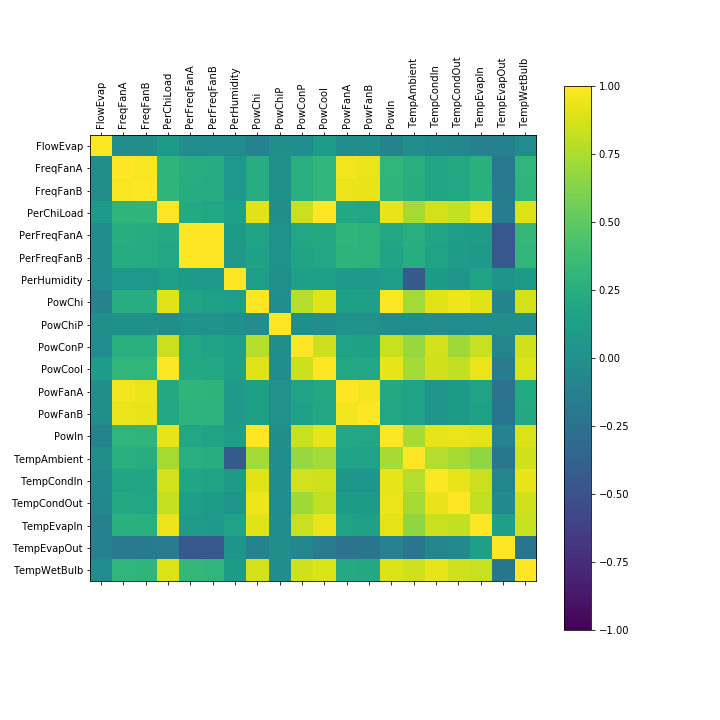 FlowEvap
FreqFanA
FreqFanB
PerChiLoad
PerFreqFanA
PerFreqFanB
PerHumidity
PowChi
PowChiP
PowConP
PowCool
PowFanA
PowFanB
PowIn
TempAmbient
TempCondIn
TempCondOut
TempEvapIn
TempEvapOut
TempWetBulb
FlowEvap
FreqFanA
FreqFanB
PerChiLoad
PerFreqFanA
PerFreqFanB
PerHumidity
PowChi
PowChiP
PowConP
PowCool
PowFanA
PowFanB
PowIn
TempAmbient
TempCondIn
TempCondOut
TempEvapIn
TempEvapOut
TempWetBulb
1.00
0.75
0.50
0.25
0.00
−0.25
−0.50
−0.75
−1.00